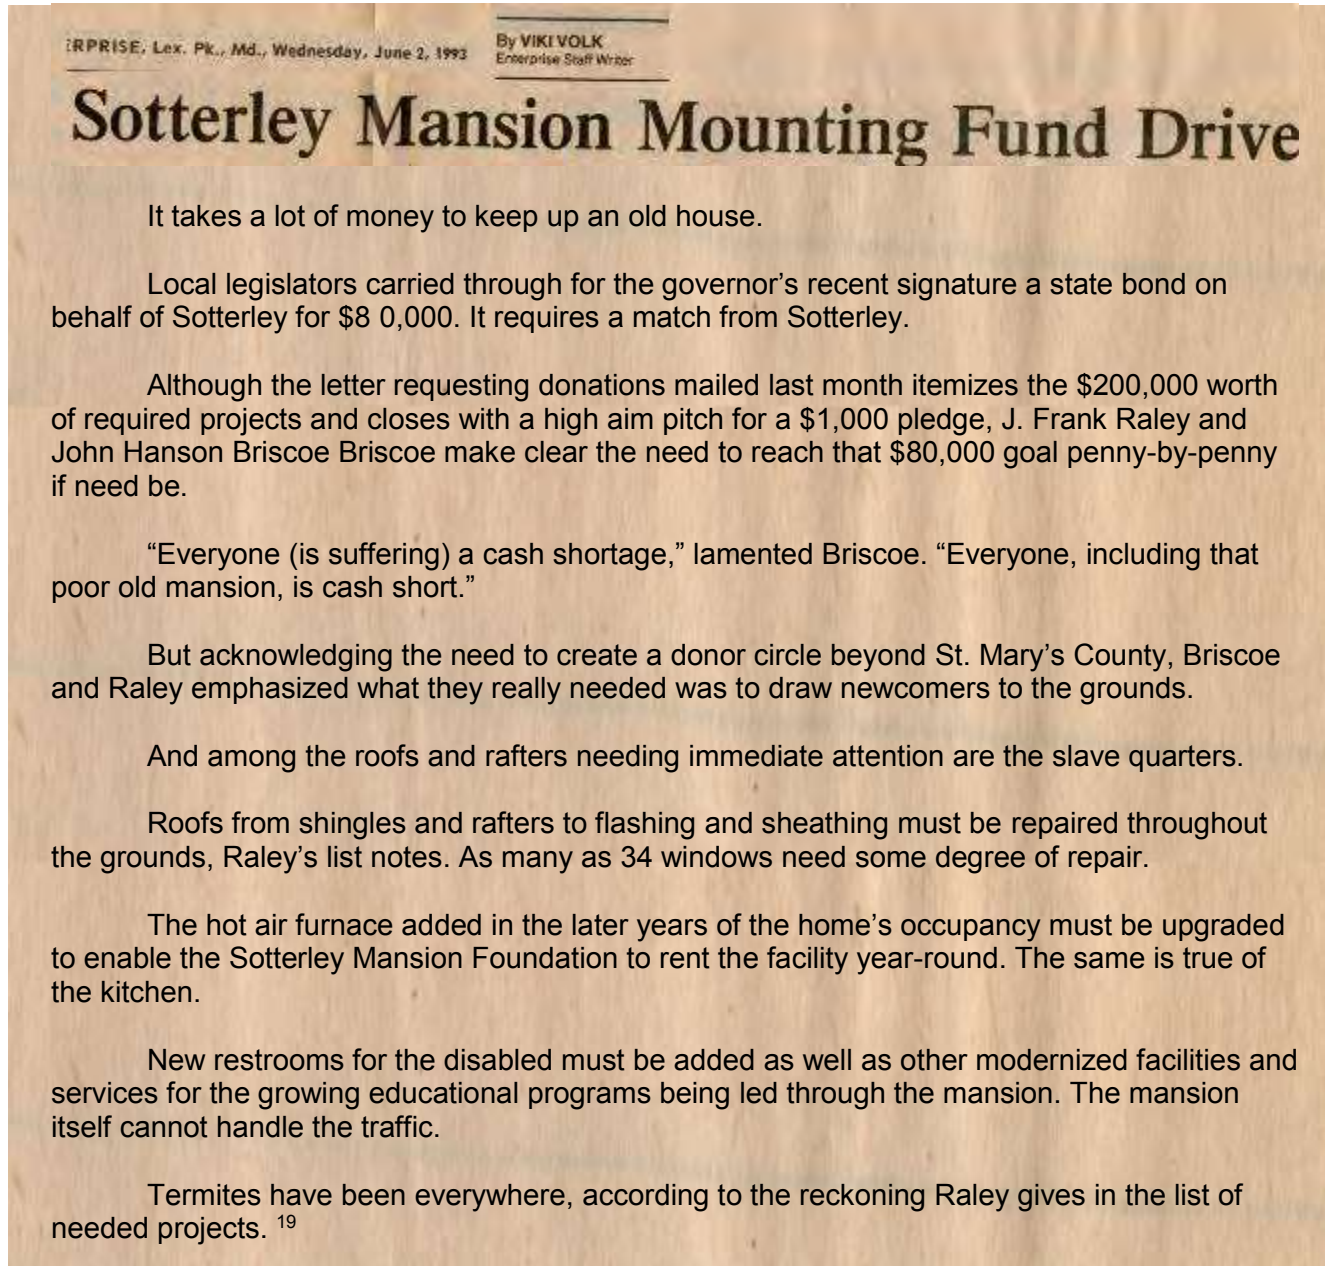 ERPRISE, Lex. Pk., Md., Wednesday, June 2, 1993
By VIKI VOLK
Enterprise Staff Writer
Sotterley Mansion Mounting Fund Drive
It takes a lot of money to keep up an old house.
Local legislators carried through for the governor’s recent signature a state bond on
behalf of Sotterley for $8 0,000. It requires a match from Sotterley.
Although the letter requesting donations mailed last month itemizes the $200,000 worth
of required projects and closes with a high aim pitch for a $1,000 pledge, J. Frank Raley and
John Hanson Briscoe Briscoe make clear the need to reach that $80,000 goal penny-by-penny
if need be.
“Everyone (is suffering) a cash shortage,” lamented Briscoe. “Everyone, including that
poor old mansion, is cash short.”
But acknowledging the need to create a donor circle beyond St. Mary’s County, Briscoe
and Raley emphasized what they really needed was to draw newcomers to the grounds.
And among the roofs and rafters needing immediate attention are the slave quarters.
Roofs from shingles and rafters to flashing and sheathing must be repaired throughout
the grounds, Raley’s list notes. As many as 34 windows need some degree of repair.
The hot air furnace added in the later years of the home’s occupancy must be upgraded
to enable the Sotterley Mansion Foundation to rent the facility year-round. The same is true of
the kitchen.
New restrooms for the disabled must be added as well as other modernized facilities and
services for the growing educational programs being led through the mansion. The mansion
itself cannot handle the traffic.
Termites have been everywhere, according to the reckoning Raley gives in the list of
needed projects. 19